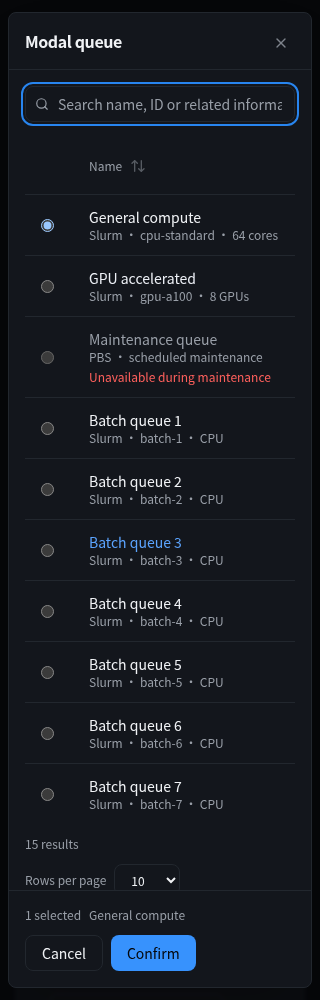 Modal queue
Search name, ID or related informa
Name
General compute
Slurm • cpu-standard • 64 cores
GPU accelerated
Slurm • gpu-a100 • 8 GPUs
Maintenance queue
PBS • scheduled maintenance
Unavailable during maintenance
Batch queue 1
Slurm • batch-1 • CPU
Batch queue 2
Slurm • batch-2 • CPU
Batch queue 3
Slurm • batch-3 • CPU
Batch queue 4
Slurm • batch-4 • CPU
Batch queue 5
Slurm • batch-5 • CPU
Batch queue 6
Slurm • batch-6 • CPU
Batch queue 7
Slurm • batch-7 • CPU
15 results
Rows per page 10
1 selected General compute
Cancel Confirm